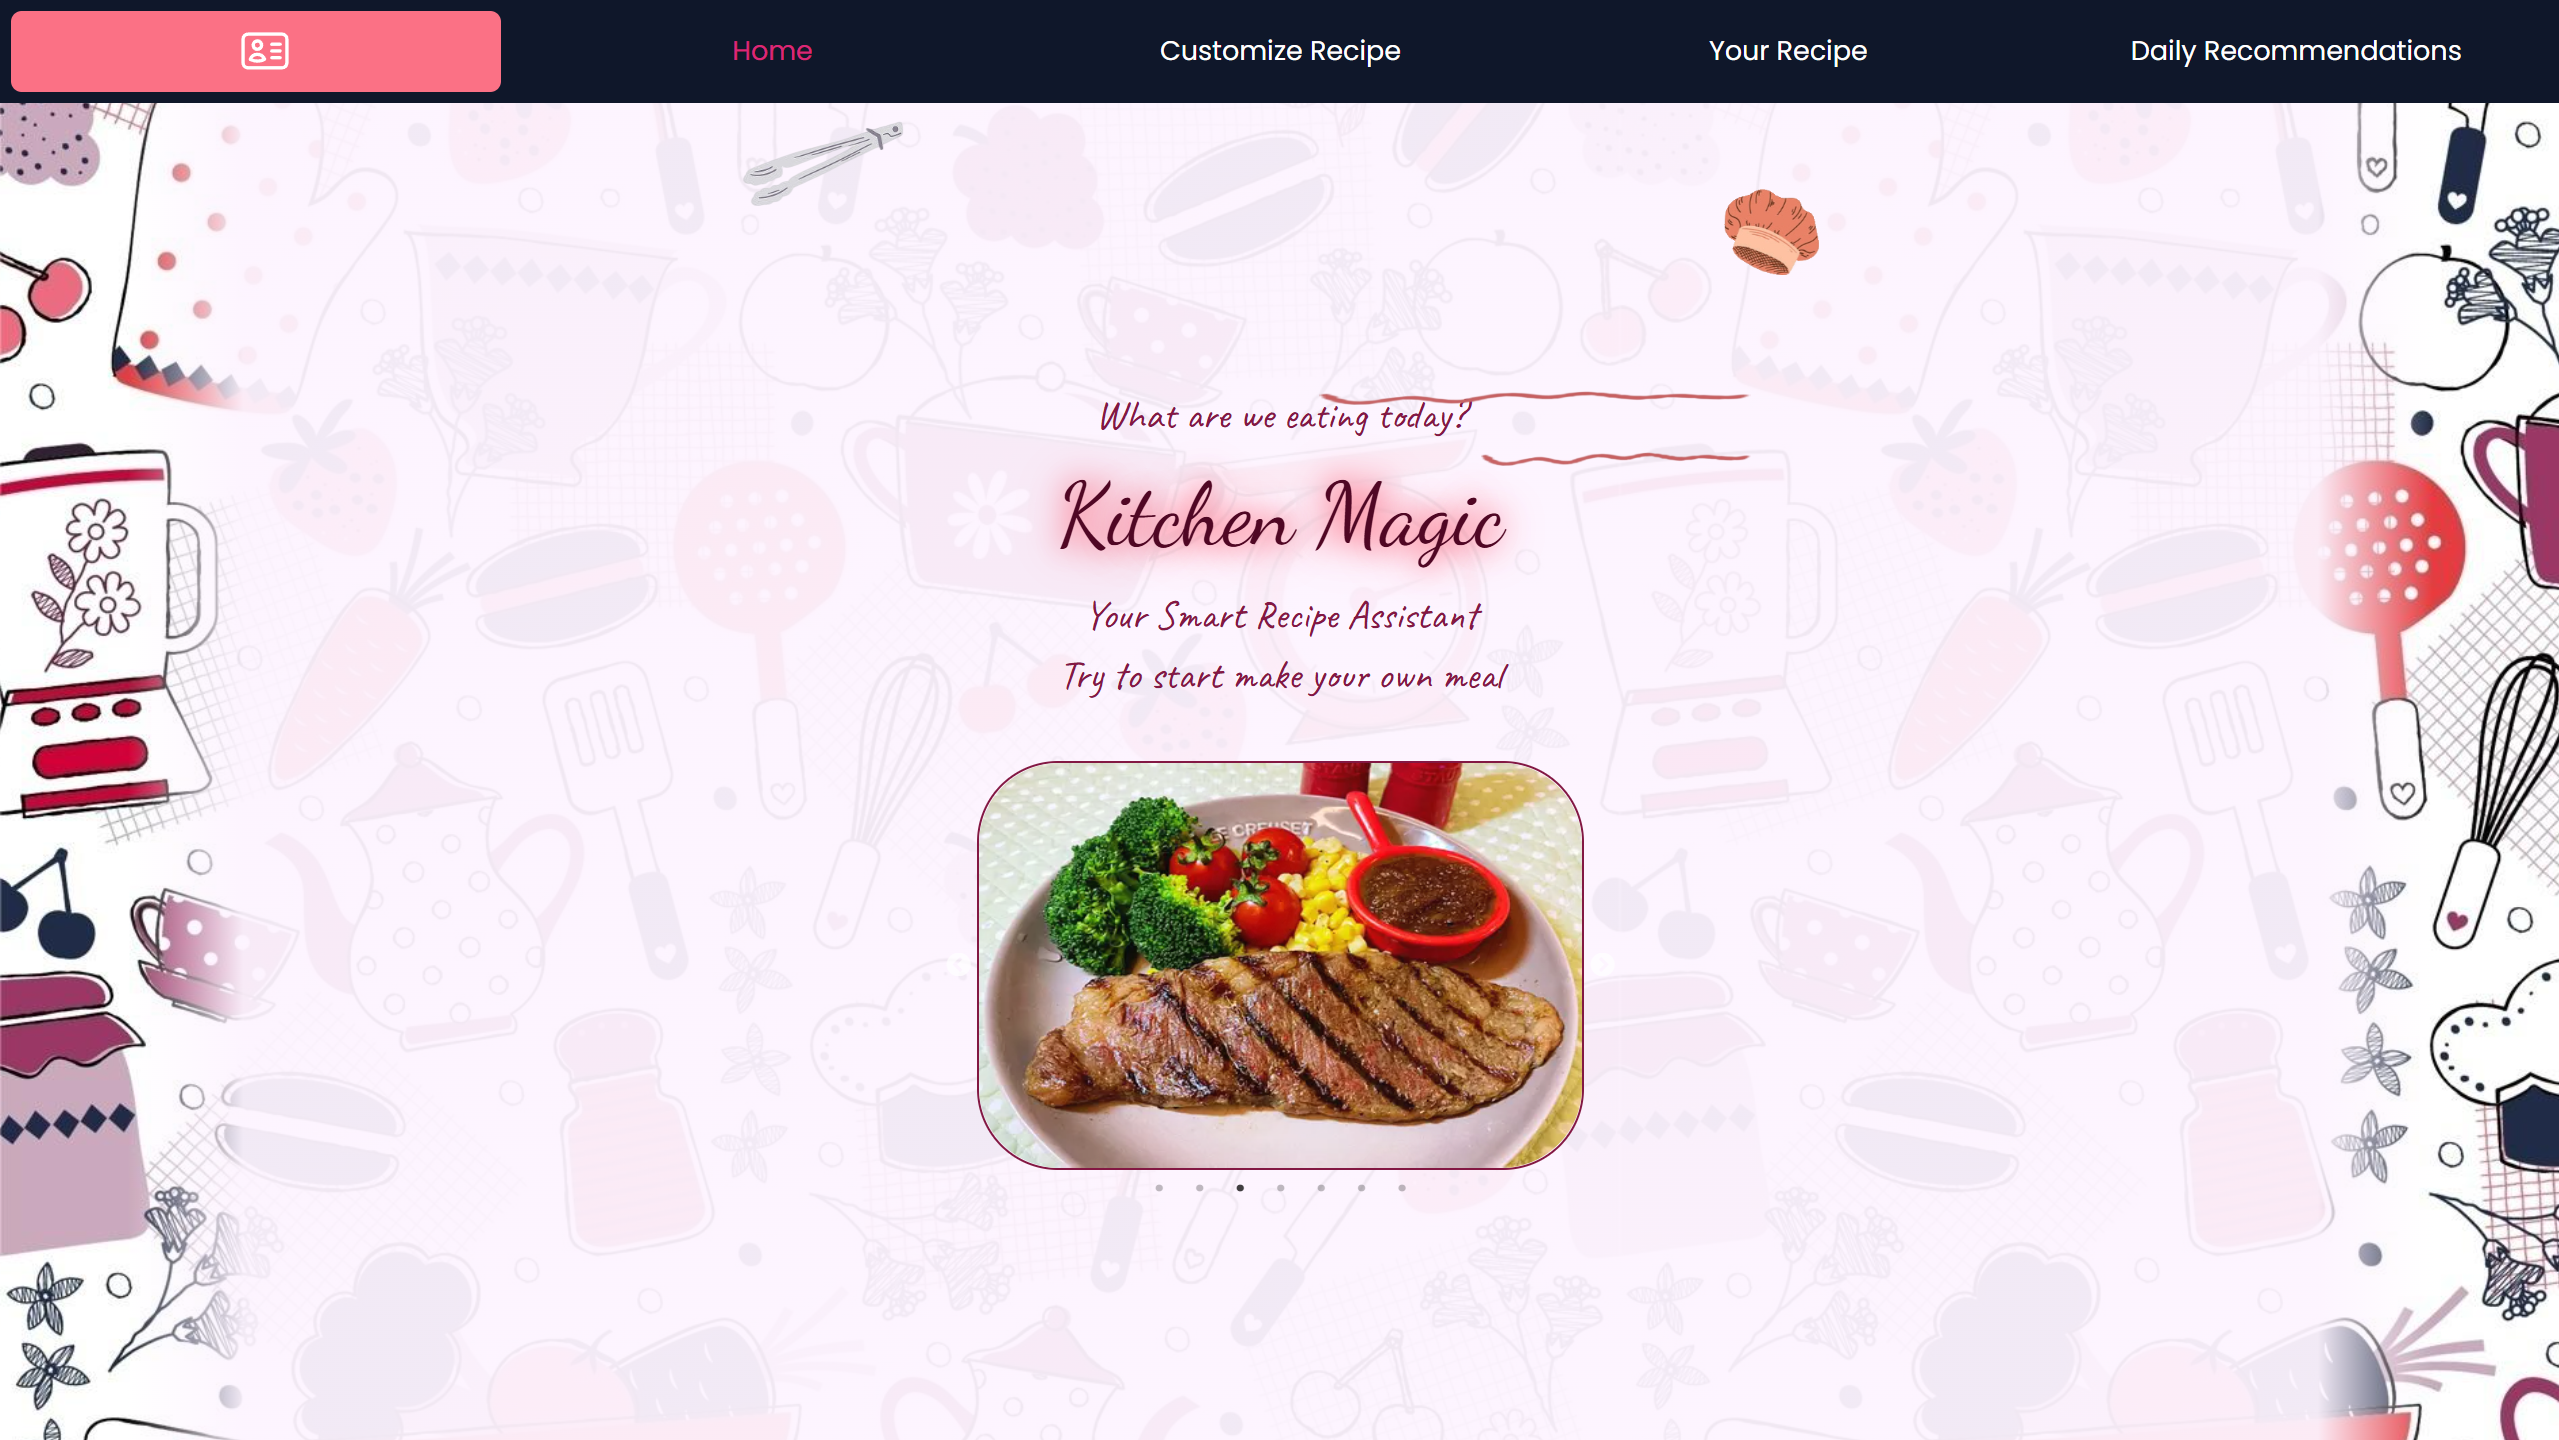 Home
Customize Recipe
Your Recipe
Daily Recommendations
What are we eating today?
Kitchen Magic
Your Smart Recipe Assistant
Try to start make your own meal
CREUSET